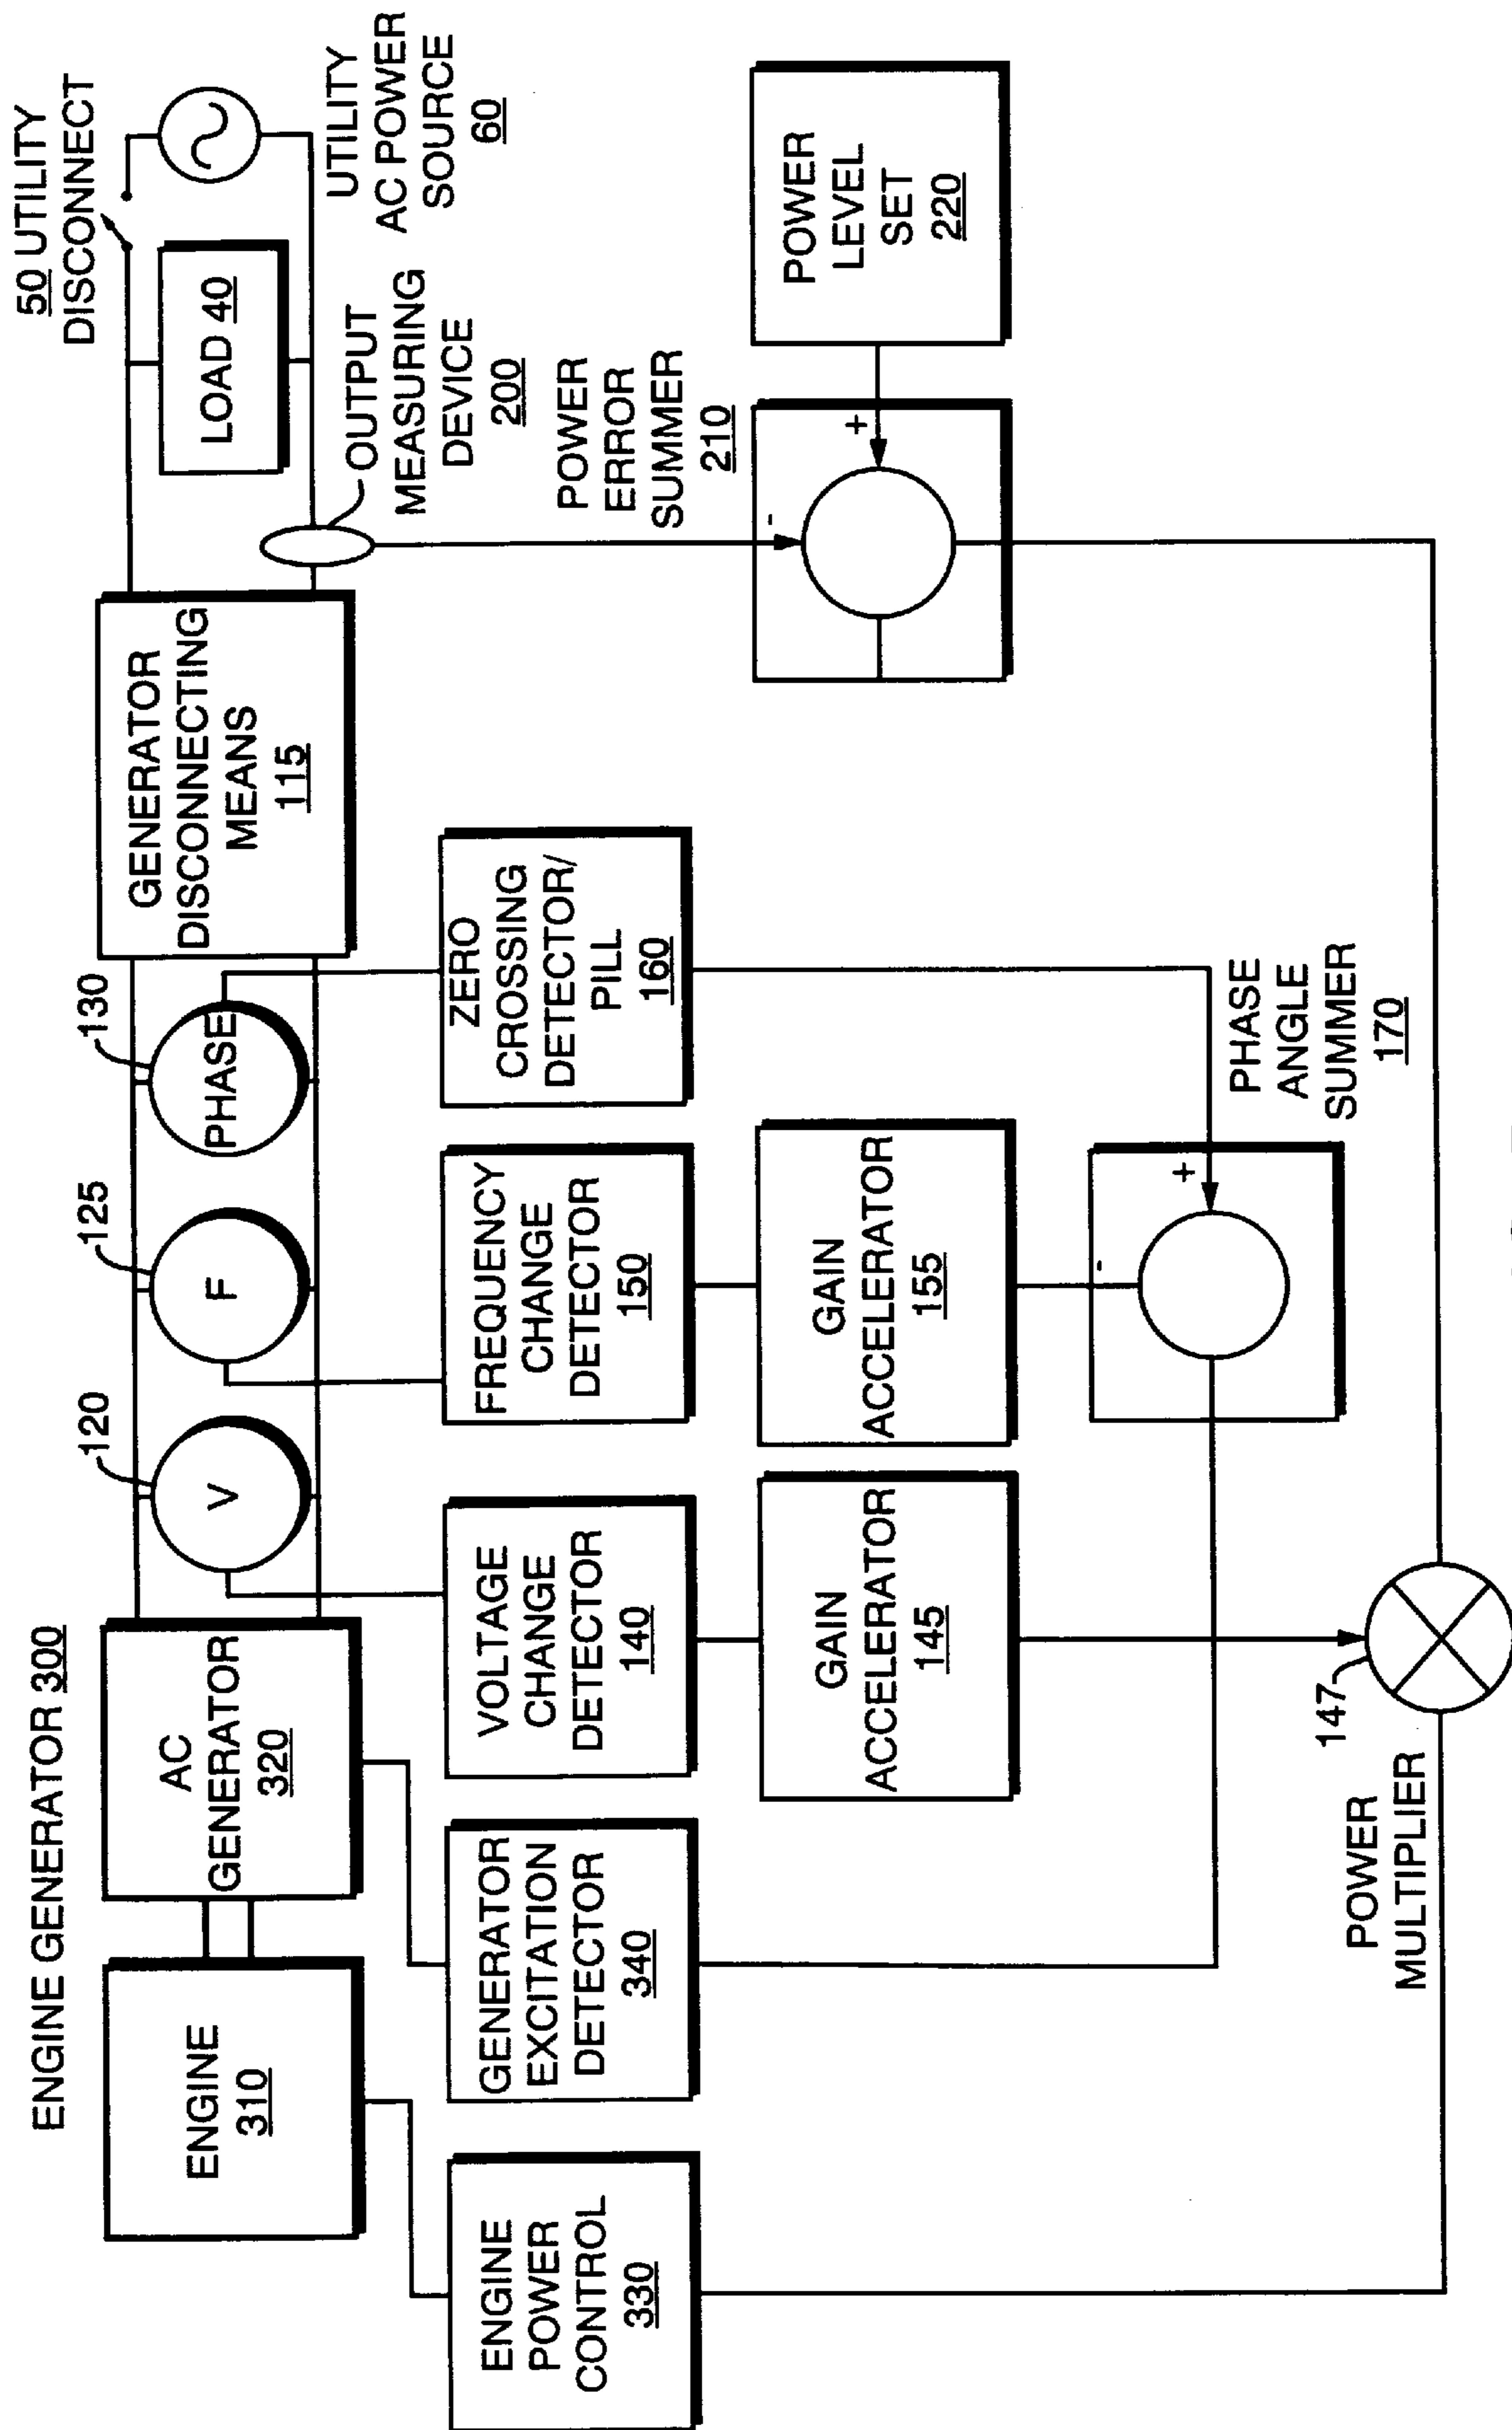 ENGINE GENERATOR 300
ENGINE
310
AC
GENERATOR
320
120
V
125
F
130
PHASE
GENERATOR
DISCONNECTING
MEANS
115
50 UTILITY
DISCONNECT
LOAD 40
UTILITY
AC POWER
SOURCE
60
OUTPUT
MEASURING
DEVICE
200
ENGINE
POWER
CONTROL
330
GENERATOR
EXCITATION
DETECTOR
340
VOLTAGE
CHANGE
DETECTOR
140
FREQUENCY
CHANGE
DETECTOR
150
ZERO
CROSSING
DETECTOR/
PILL
160
POWER
ERROR
SUMMER
210
-
+
POWER
LEVEL
SET
220
GAIN
ACCELERATOR
145
GAIN
ACCELERATOR
155
-
+
PHASE
ANGLE
SUMMER
170
147
POWER
MULTIPLIER